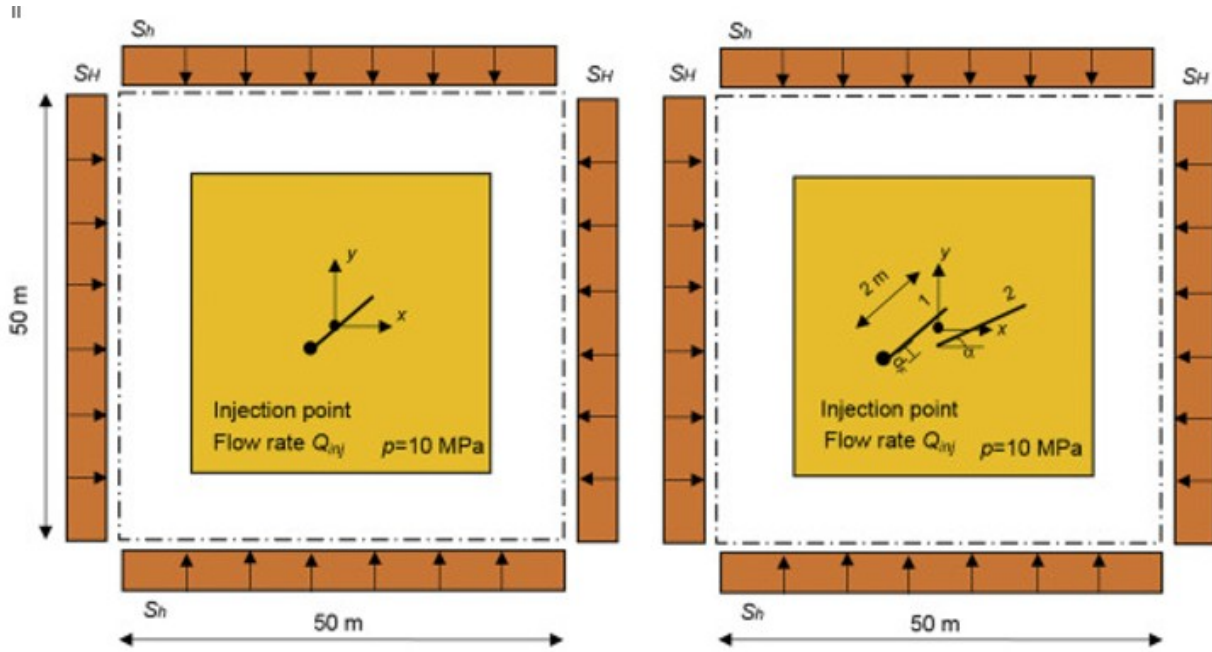 II
Sh
SH
SH
50 m
y
x
Injection point
Flow rate Qinj
p=10 MPa
Sh
50 m
Sh
SH
SH
y
2 m
1
2
x
α
Injection point
Flow rate Qinj
p=10 MPa
Sh
50 m